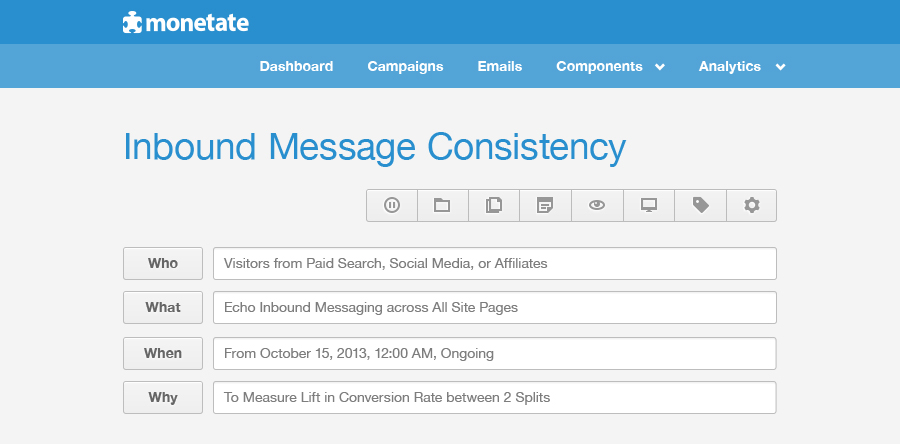 monetate
Dashboard Campaigns Emails Components Analytics
Inbound Message Consistency
Who Visitors from Paid Search, Social Media, or Affiliates
What Echo Inbound Messaging across All Site Pages
When From October 15, 2013, 12:00 AM, Ongoing
Why To Measure Lift in Conversion Rate between 2 Splits